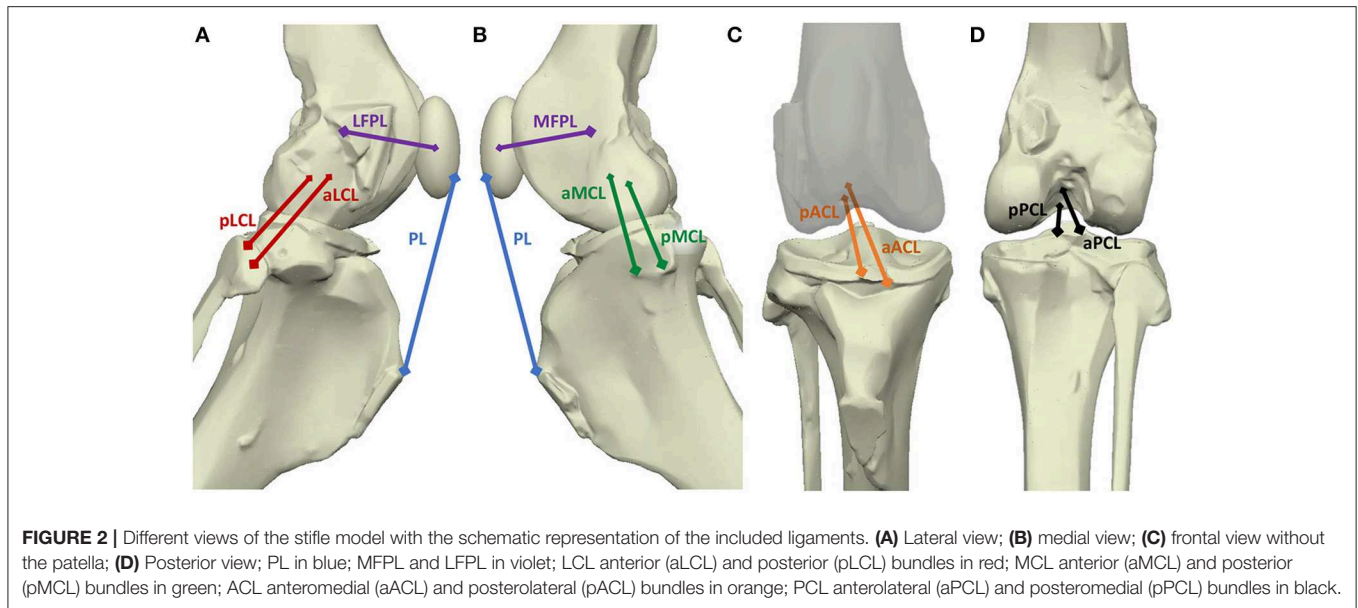 A
B
C
D
LFPL
MFPL
aLCL
pLCL
aMCL
pMCL
pACL
aACL
pPCL
aPCL
PL
PL
FIGURE 2 | Different views of the stifle model with the schematic representation of the included ligaments. (A) Lateral view; (B) medial view; (C) frontal view without
the patella; (D) Posterior view; PL in blue; MFPL and LFPL in violet; LCL anterior (aLCL) and posterior (pLCL) bundles in red; MCL anterior (aMCL) and posterior
(pMCL) bundles in green; ACL anteromedial (aACL) and posterolateral (pACL) bundles in orange; PCL anterolateral (aPCL) and posteromedial (pPCL) bundles in black.